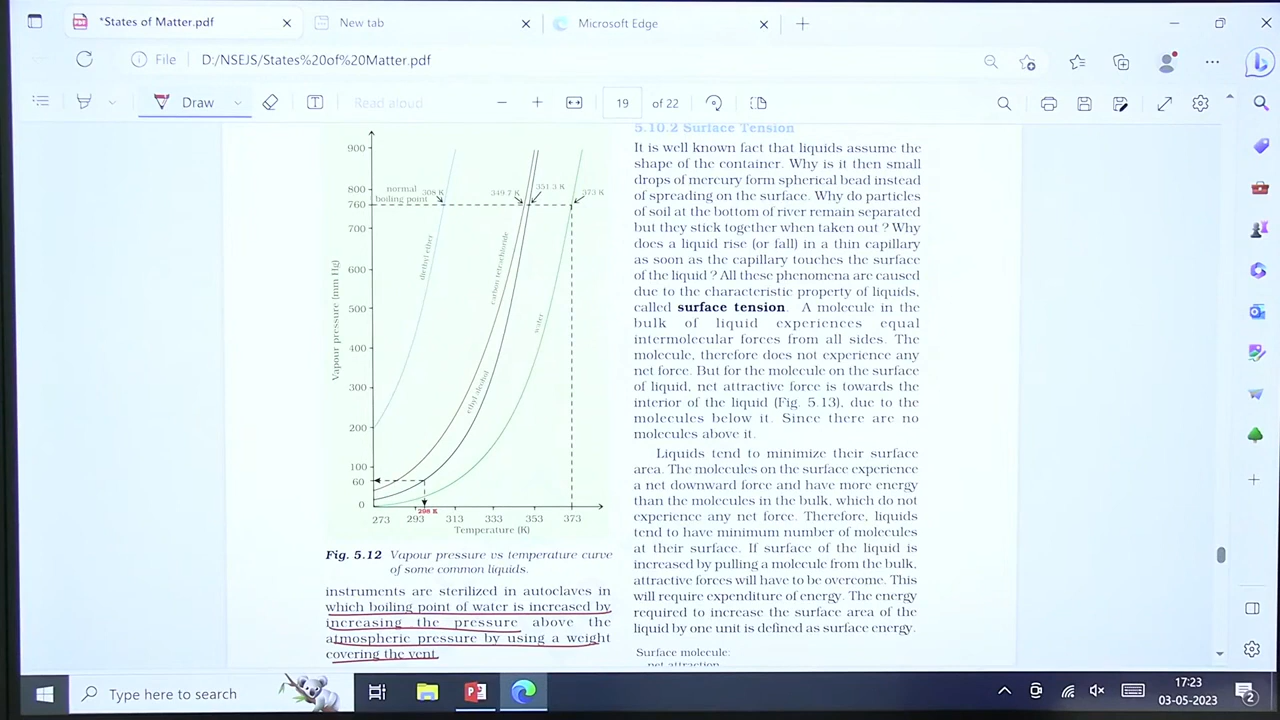 *States of Matter.pdf
New tab
Microsoft Edge
File
D:/NSEJS/States%20of%20Matter.pdf
Draw
Read aloud
19
of 22
900
800
760
700
600
500
400
300
200
100
60
0
Vapour pressure (mm Hg)
normal
boiling point
308 K
349.7 K
351.3 K
373 K
diethyl ether
carbon tetrachloride
ethyl alcohol
water
298 K
273
293
313
333
353
373
Temperature (K)
Fig. 5.12 Vapour pressure vs temperature curve
of some common liquids.
instruments are sterilized in autoclaves in
which boiling point of water is increased by
increasing the pressure above the
atmospheric pressure by using a weight
covering the vent.
5.10.2 Surface Tension
It is well known fact that liquids assume the
shape of the container. Why is it then small
drops of mercury form spherical bead instead
of spreading on the surface. Why do particles
of soil at the bottom of river remain separated
but they stick together when taken out ? Why
does a liquid rise (or fall) in a thin capillary
as soon as the capillary touches the surface
of the liquid ? All these phenomena are caused
due to the characteristic property of liquids,
called surface tension. A molecule in the
bulk of liquid experiences equal
intermolecular forces from all sides. The
molecule, therefore does not experience any
net force. But for the molecule on the surface
of liquid, net attractive force is towards the
interior of the liquid (Fig. 5.13), due to the
molecules below it. Since there are no
molecules above it.
Liquids tend to minimize their surface
area. The molecules on the surface experience
a net downward force and have more energy
than the molecules in the bulk, which do not
experience any net force. Therefore, liquids
tend to have minimum number of molecules
at their surface. If surface of the liquid is
increased by pulling a molecule from the bulk,
attractive forces will have to be overcome. This
will require expenditure of energy. The energy
required to increase the surface area of the
liquid by one unit is defined as surface energy.
Surface molecule:
net attraction
Type here to search
17:23
03-05-2023
2